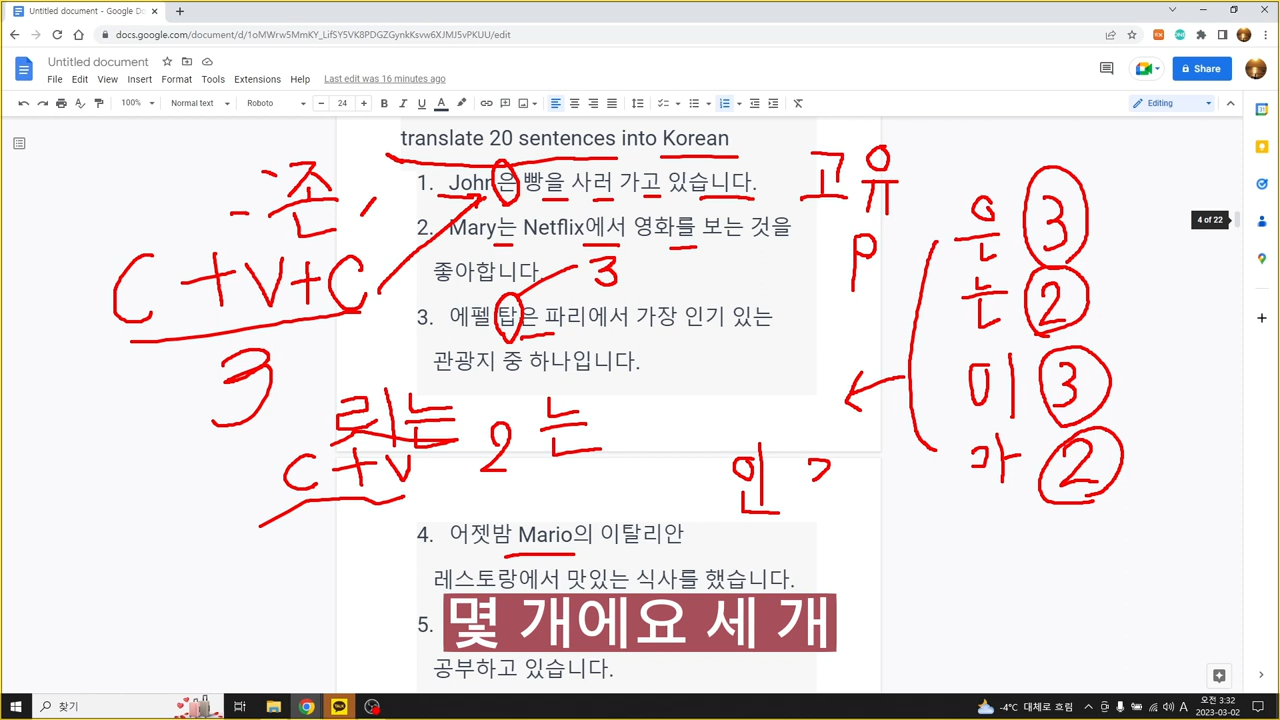 Untitled document - Google Do
docs.google.com/document/d/1oMWrw5MmKY_LifSY5VK8PDGZGynkKsvw6XJMJ5vPKUU/edit
Untitled document
File Edit View Insert Format Tools Extensions Help Last edit was 16 minutes ago
Share
100% Normal text Roboto 24 Editing
translate 20 sentences into Korean
1. John은 빵을 사러 가고 있습니다.
2. Mary는 Netflix에서 영화를 보는 것을
좋아합니다.
3. 에펠 탑은 파리에서 가장 인기 있는
관광지 중 하나입니다.
4 of 22
존
C+V+C
3
3
고유
P
은 3
는 2
이 3
가 2
리는 2 는
C+V
인
4. 어젯밤 Mario의 이탈리안
레스토랑에서 맛있는 식사를 했습니다.
5.
몇 개에요 세 개
공부하고 있습니다.
찾기
-4°C 대체로 흐림
A
오전 3:32
2023-03-02